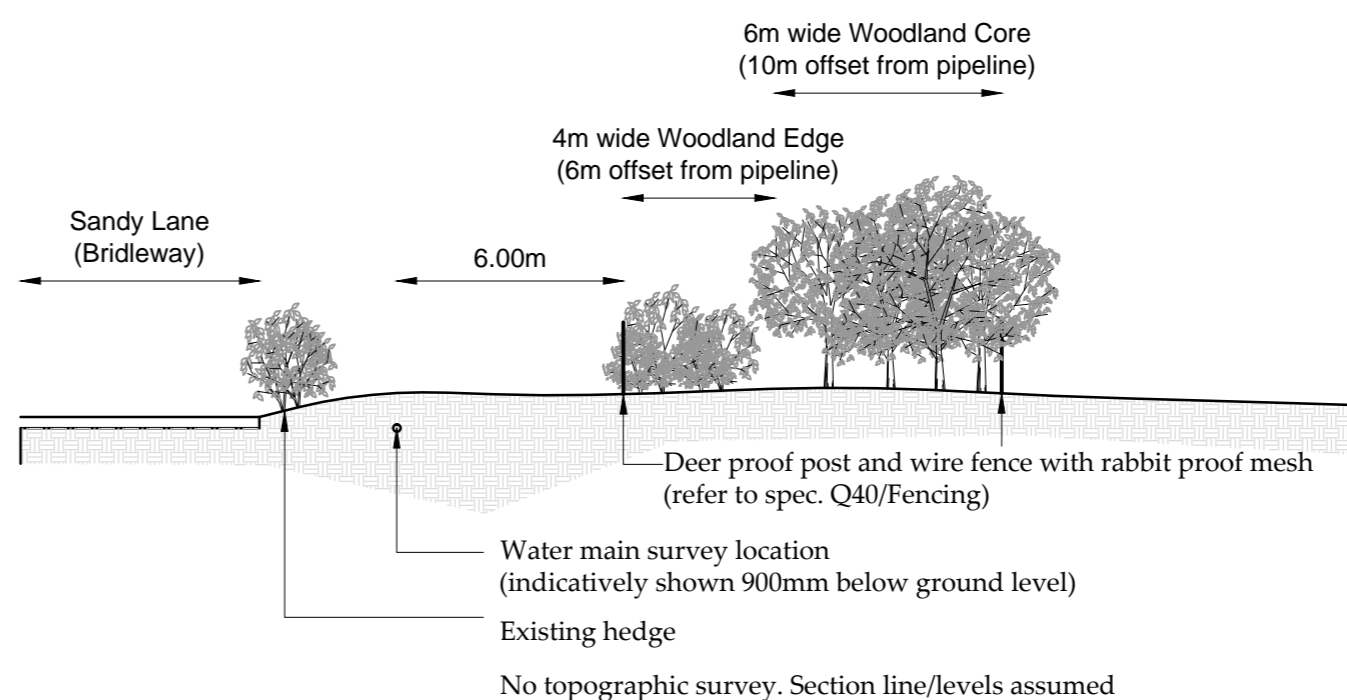 6m wide Woodland Core
(10m offset from pipeline)
4m wide Woodland Edge
(6m offset from pipeline)
Sandy Lane
(Bridleway)
6.00m
Deer proof post and wire fence with rabbit proof mesh
(refer to spec. Q40/Fencing)
Water main survey location
(indicatively shown 900mm below ground level)
Existing hedge
No topographic survey. Section line/levels assumed